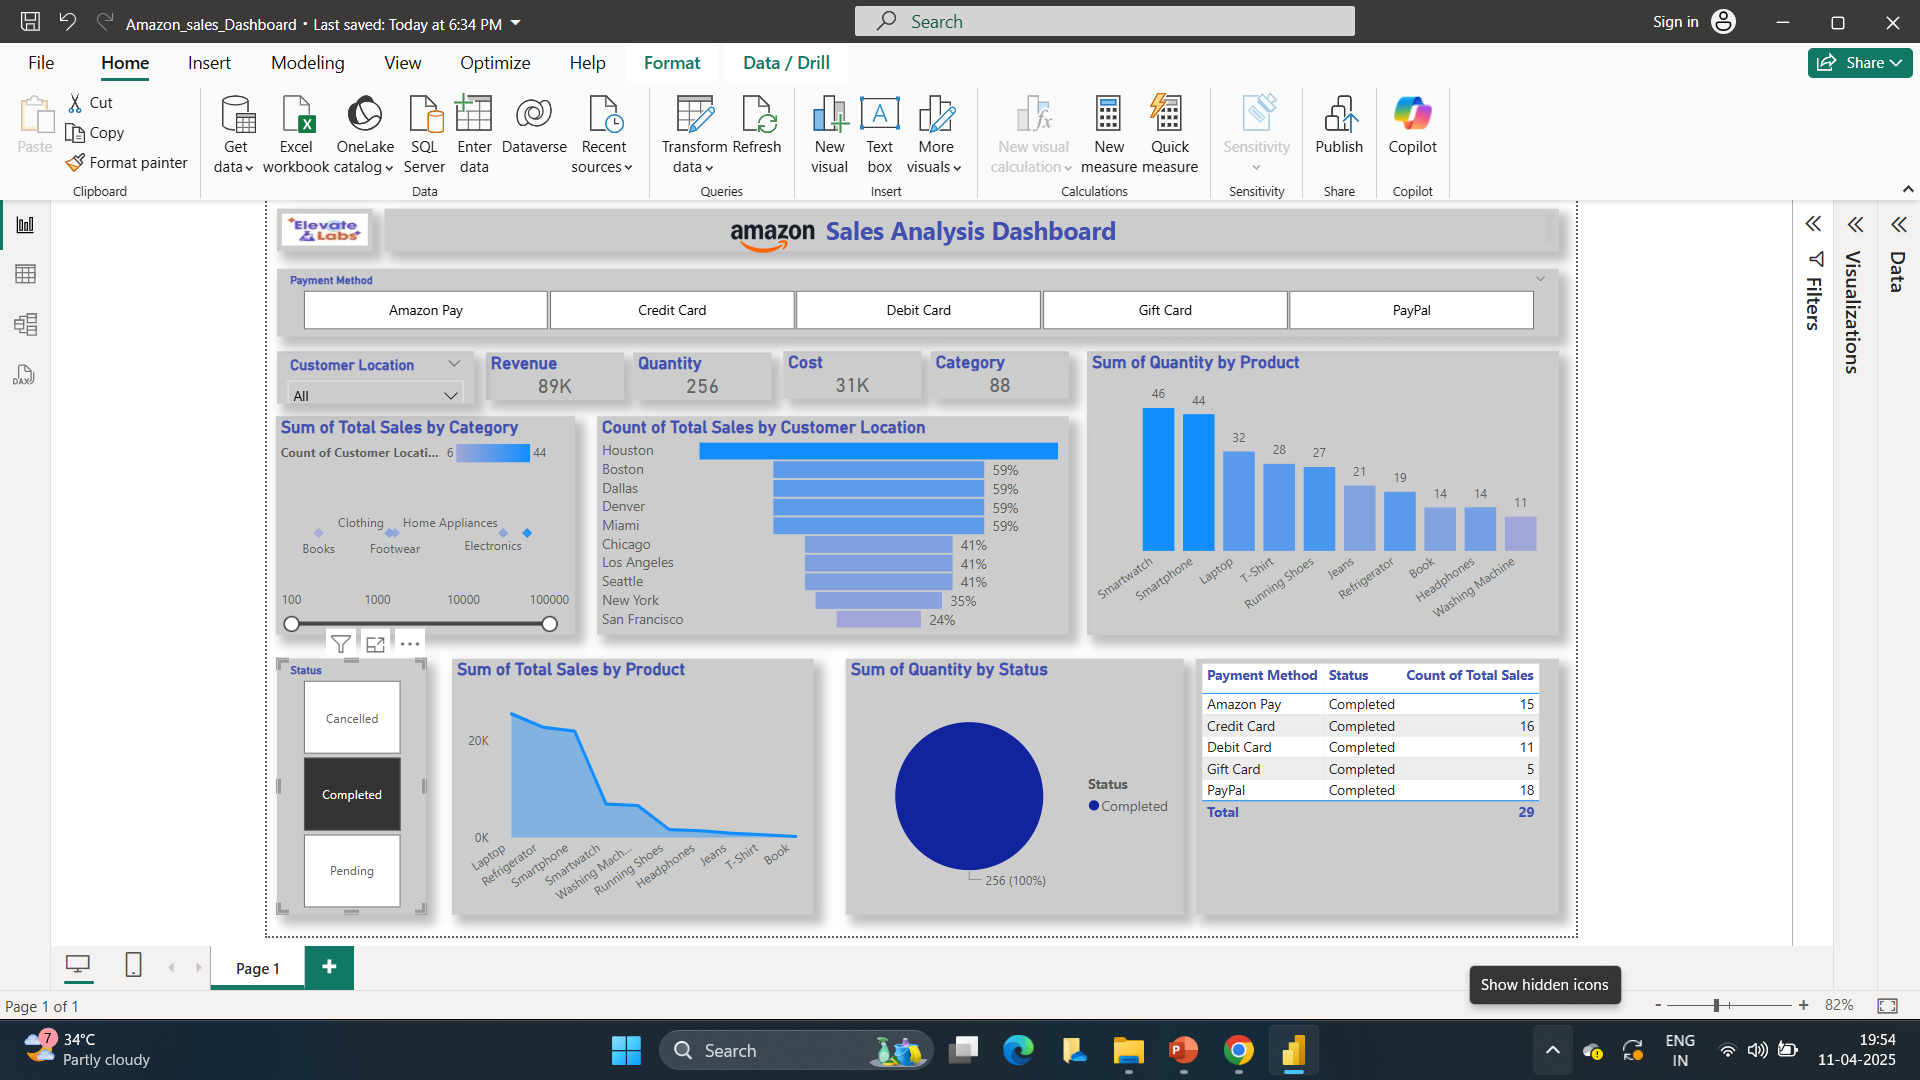 Amazon_sales_Dashboard • Last saved: Today at 6:34 PM
Search
Sign in
File Home Insert Modeling View Optimize Help Format Data / Drill
Share
Paste
Cut
Copy
Format painter
Clipboard
Get data
Excel workbook
OneLake catalog
SQL Server
Enter data
Dataverse
Recent sources
Data
Transform data
Refresh
Queries
New visual
Text box
More visuals
Insert
New visual calculation
New measure
Quick measure
Calculations
Sensitivity
Sensitivity
Publish
Share
Copilot
Copilot
DAX
Elevate Labs
amazon Sales Analysis Dashboard
Filters
Visualizations
Data
Payment Method
Amazon Pay Credit Card Debit Card Gift Card PayPal
Customer Location
All
Revenue
89K
Quantity
256
Cost
31K
Category
88
Sum of Total Sales by Category
Count of Customer Locati... 6 44
Clothing Home Appliances
Books Footwear Electronics
100 1000 10000 100000
Count of Total Sales by Customer Location
Houston
Boston 59%
Dallas 59%
Denver 59%
Miami 59%
Chicago 41%
Los Angeles 41%
Seattle 41%
New York 35%
San Francisco 24%
Sum of Quantity by Product
46 44 32 28 27 21 19 14 14 11
Smartwatch Smartphone Laptop T-Shirt Running Shoes Jeans Refrigerator Book Headphones Washing Machine
Status
Cancelled
Completed
Pending
Sum of Total Sales by Product
20K
0K
Laptop Refrigerator Smartphone Smartwatch Washing Mach... Running Shoes Headphones Jeans T-Shirt Book
Sum of Quantity by Status
256 (100%)
Status
Completed
Payment Method Status Count of Total Sales
Amazon Pay Completed 15
Credit Card Completed 16
Debit Card Completed 11
Gift Card Completed 5
PayPal Completed 18
Total 29
Page 1
+
Show hidden icons
Page 1 of 1
- + 82%
7
34°C
Partly cloudy
Search
P
ENG
IN
19:54
11-04-2025